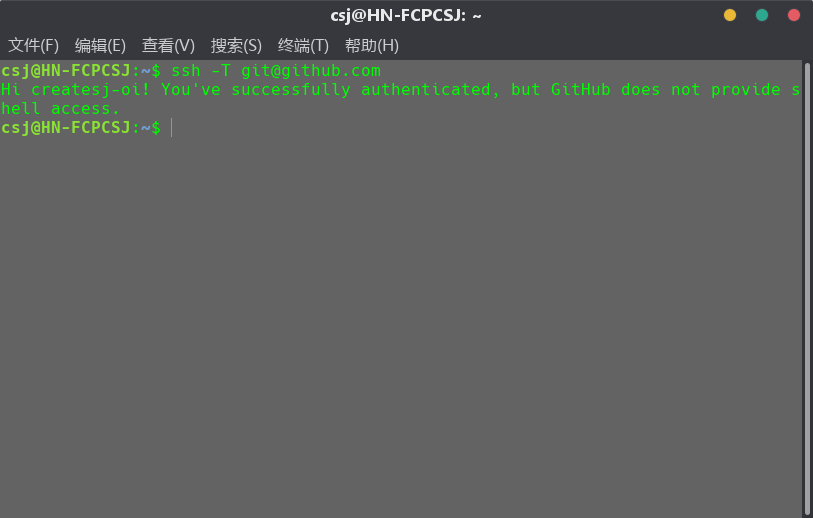 csj@HN-FCPCSJ: ~
文件(F) 编辑(E) 查看(V) 搜索(S) 终端(T) 帮助(H)
csj@HN-FCPCSJ:~$ ssh -T git@github.com
Hi createsj-oi! You've successfully authenticated, but GitHub does not provide s
hell access.
csj@HN-FCPCSJ:~$